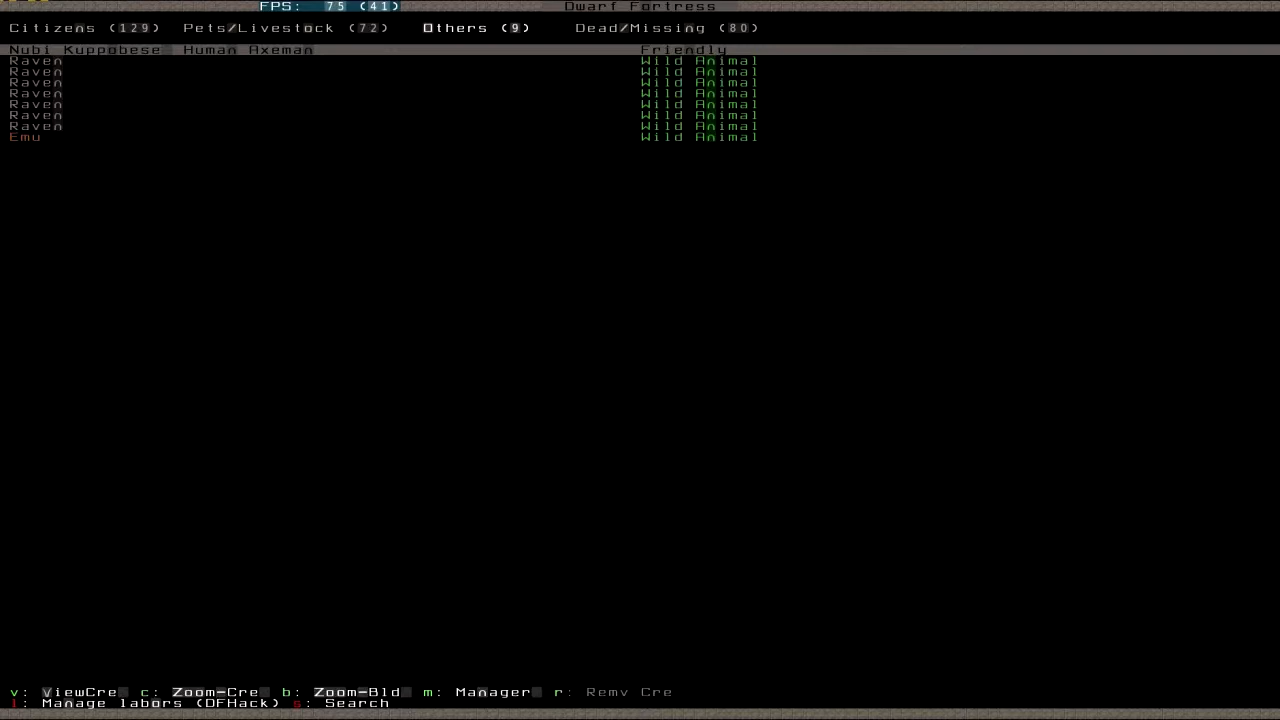 FPS: 75 (41) Dwarf Fortress
Citizens (129) Pets/Livestock (72) Others (9) Dead/Missing (80)
Nubi Kuppobese Human Axeman Friendly
Raven Wild Animal
Raven Wild Animal
Raven Wild Animal
Raven Wild Animal
Raven Wild Animal
Raven Wild Animal
Raven Wild Animal
Emu Wild Animal
v: ViewCre c: Zoom-Cre b: Zoom-Bld m: Manager r: Remv Cre
l: Manage labors (DFHack) s: Search